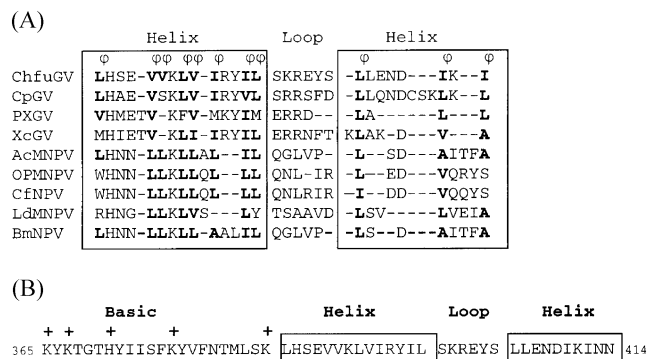 (A)
Helix Loop Helix
φ φφ φφ φ φφ φ φ φ
ChfuGV LHSE-VVKLV-IRYIL SKREYS -LLEND---IK--I
CpGV LHAE-VSKLV-IRYVL SRRSFD -LLQNDCSKLK--L
PXGV VHMETV-KFV-MKYIM ERRD-- -LA-----L---L
XcGV MHIETV-KLI-IRYIL ERRNFT KLAK-D---V---A
AcMNPV LHNN-LLKLLAL--IL QGLVP- -L--SD--AITFA
OPMNPV WHNN-LLKLLQL--LL QNL-IR -L--ED--VQRYS
CfNPV WHNN-LLKLLQL--LL QNLRIR -I--DD--VQQYS
LdMNPV RHNG-LLKLVS---LY TSAAVD -LSV----LVEIA
BmNPV LHNN-LLKLL-AALIL QGLVP- -LS--D--AITFA
(B)
Basic Helix Loop Helix
+ + + + +
365 KYKTGTHYIISFKYVFNTMLSK LHSEVVKLVIRYIL SKREYS LLENDIKINN 414